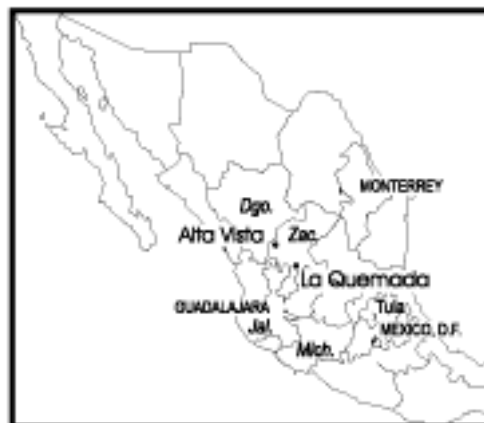 MONTERREY
Dgo.
Alta Vista Zac.
La Quemada
GUADALAJARA Tula
Jal. MEXICO, D.F.
Mich.